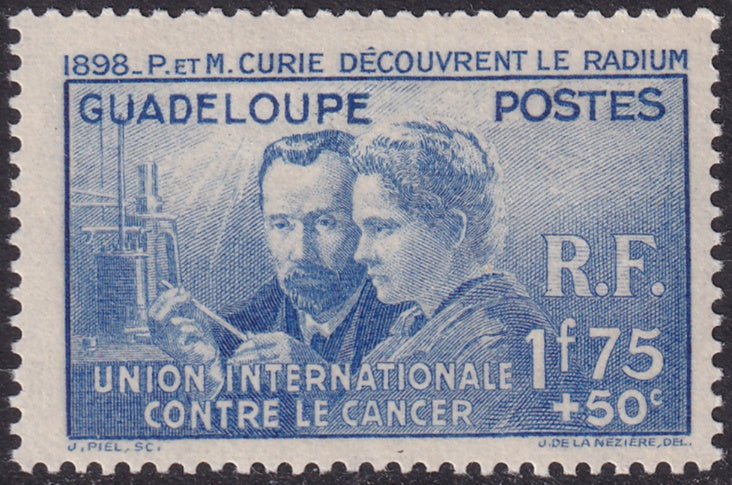 1898_P. ET M. CURIE DÉCOUVRENT LE RADIUM
GUADELOUPE POSTES
R.F.
1f75
UNION INTERNATIONALE
+50c
CONTRE LE CANCER
J. PIEL, SC. J. DE LA NÉZIÈRE, DEL.